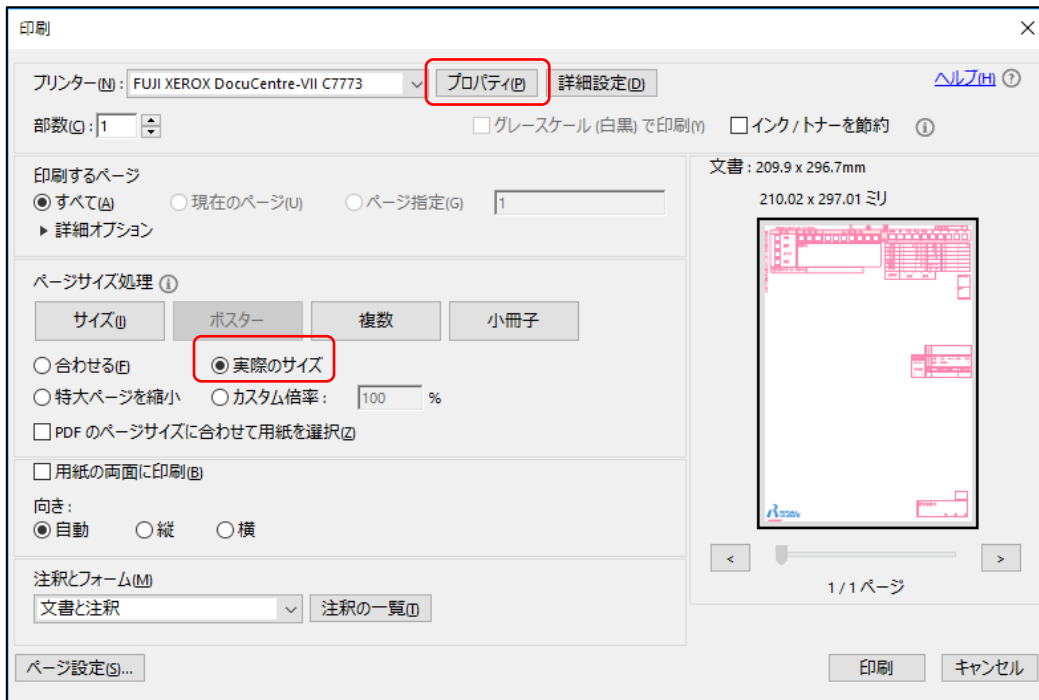 印刷
プリンター(N): FUJI XEROX DocuCentre-VII C7773 プロパティ(P) 詳細設定(D) ヘルプ(H)
部数(C): 1 グレースケール (白黒) で印刷(Y) インク / トナーを節約
印刷するページ
すべて(A) 現在のページ(U) ページ指定(G) 1
詳細オプション
ページサイズ処理
サイズ(I) ポスター 複数 小冊子
合わせる(F) 実際のサイズ
特大ページを縮小 カスタム倍率: 100 %
PDF のページサイズに合わせて用紙を選択(Z)
用紙の両面に印刷(B)
向き:
自動 縦 横
注釈とフォーム(M)
文書と注釈 注釈の一覧(T)
文書: 209.9 x 296.7mm
210.02 x 297.01 ミリ
< >
1 / 1 ページ
ページ設定(S)... 印刷 キャンセル